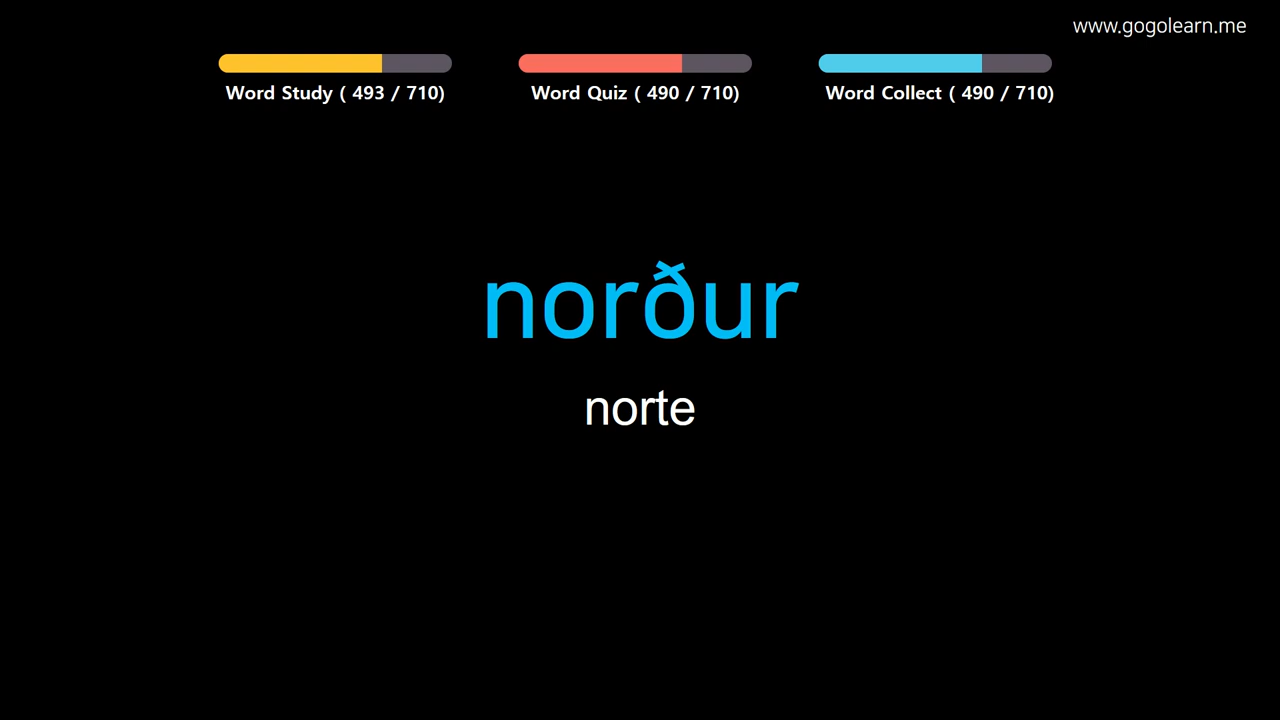 www.gogolearn.me
Word Study ( 493 / 710)
Word Quiz ( 490 / 710)
Word Collect ( 490 / 710)
norður
norte